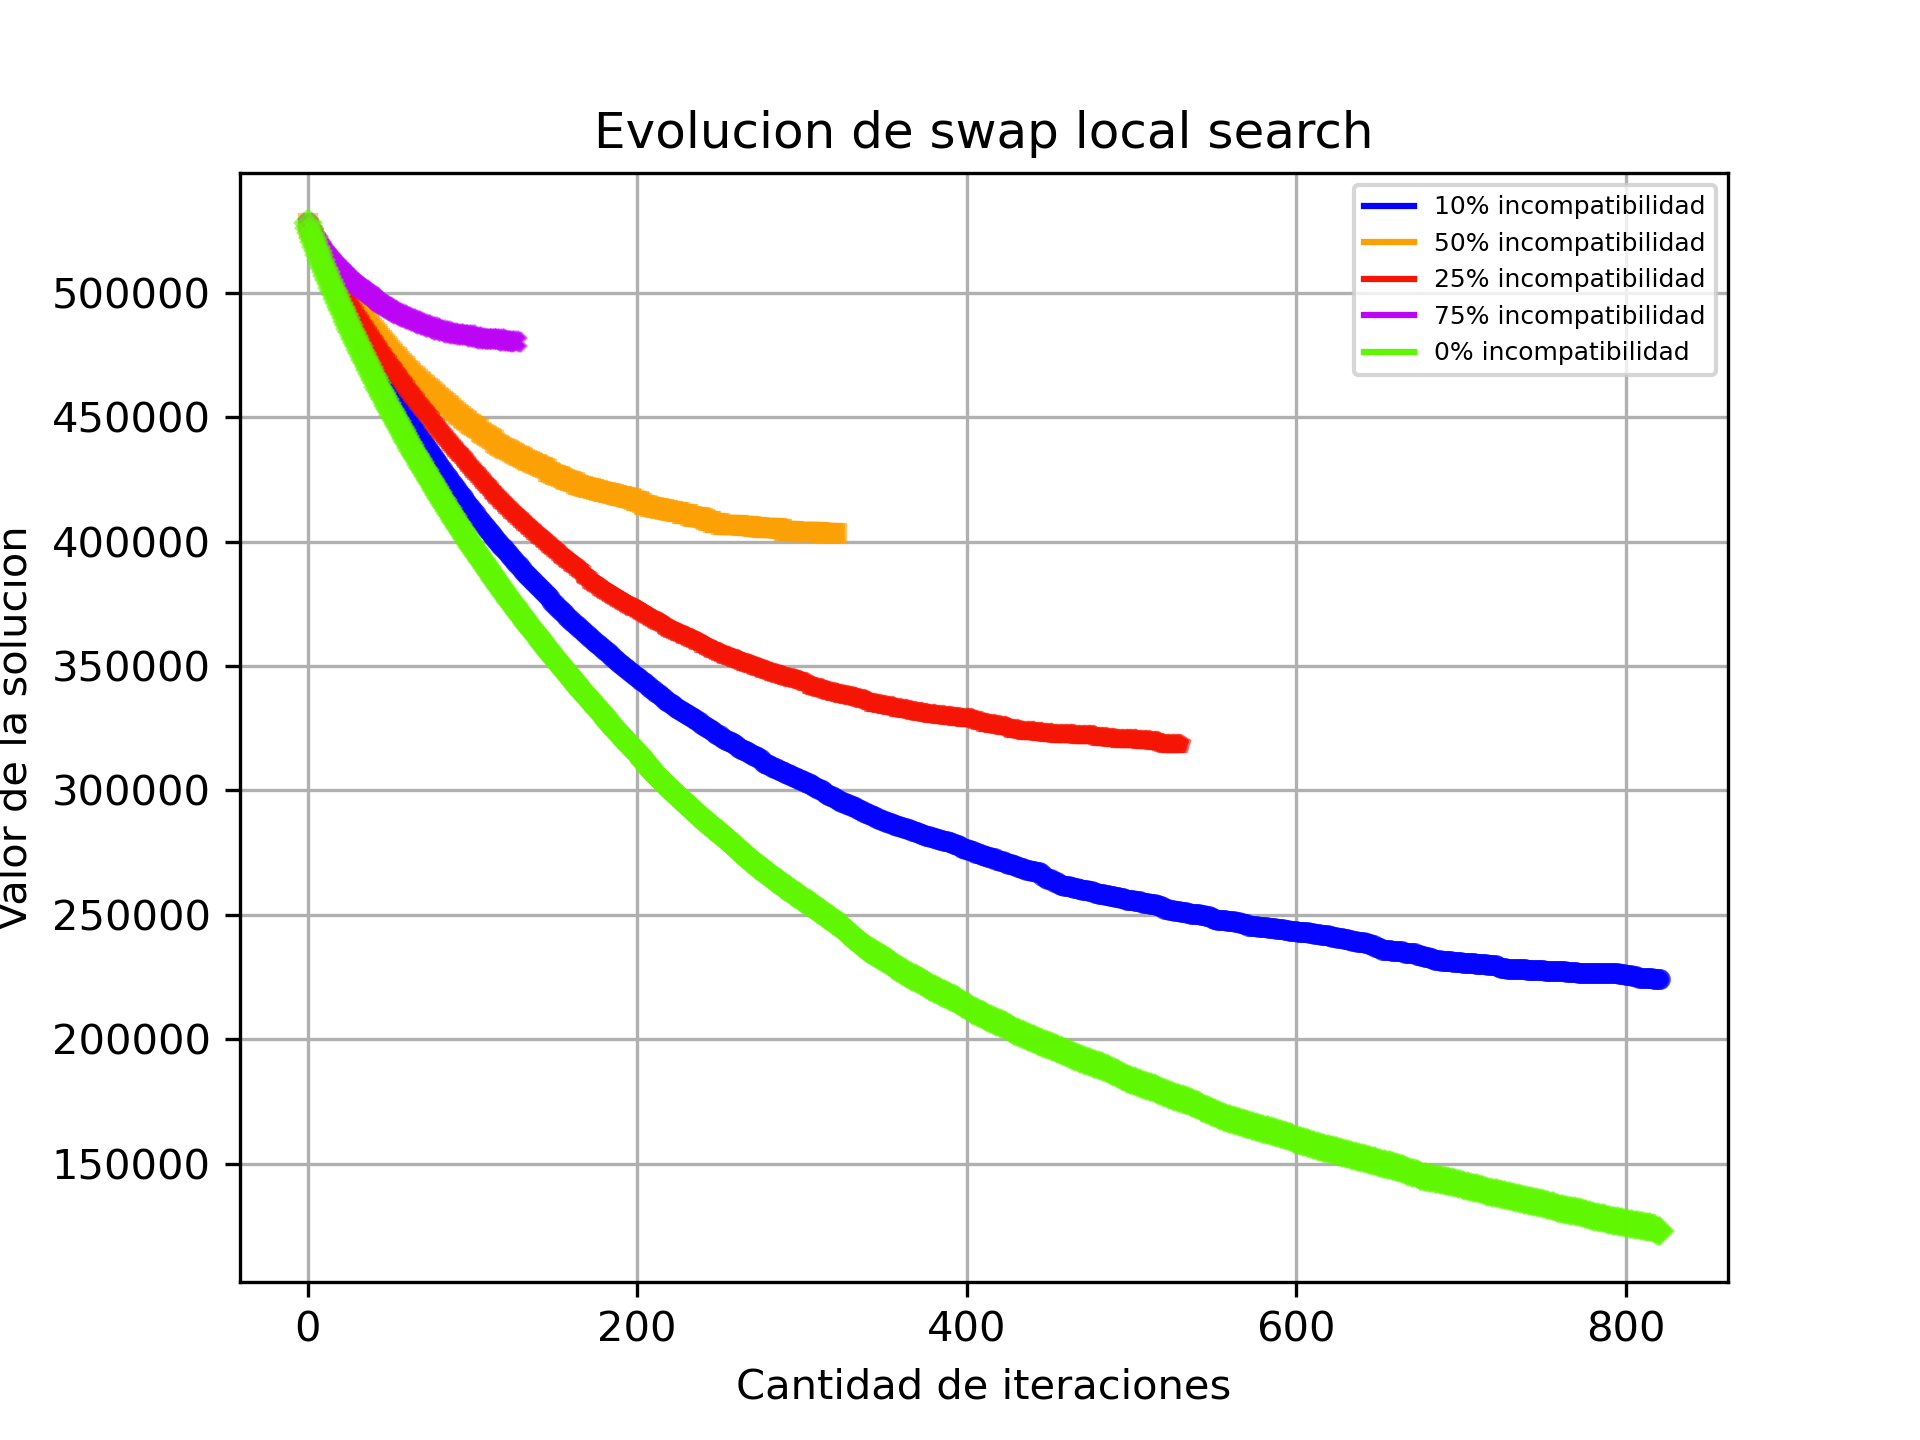 Evolucion de swap local search
10% incompatibilidad
50% incompatibilidad
25% incompatibilidad
75% incompatibilidad
0% incompatibilidad
Valor de la solucion
500000
450000
400000
350000
300000
250000
200000
150000
0 200 400 600 800
Cantidad de iteraciones